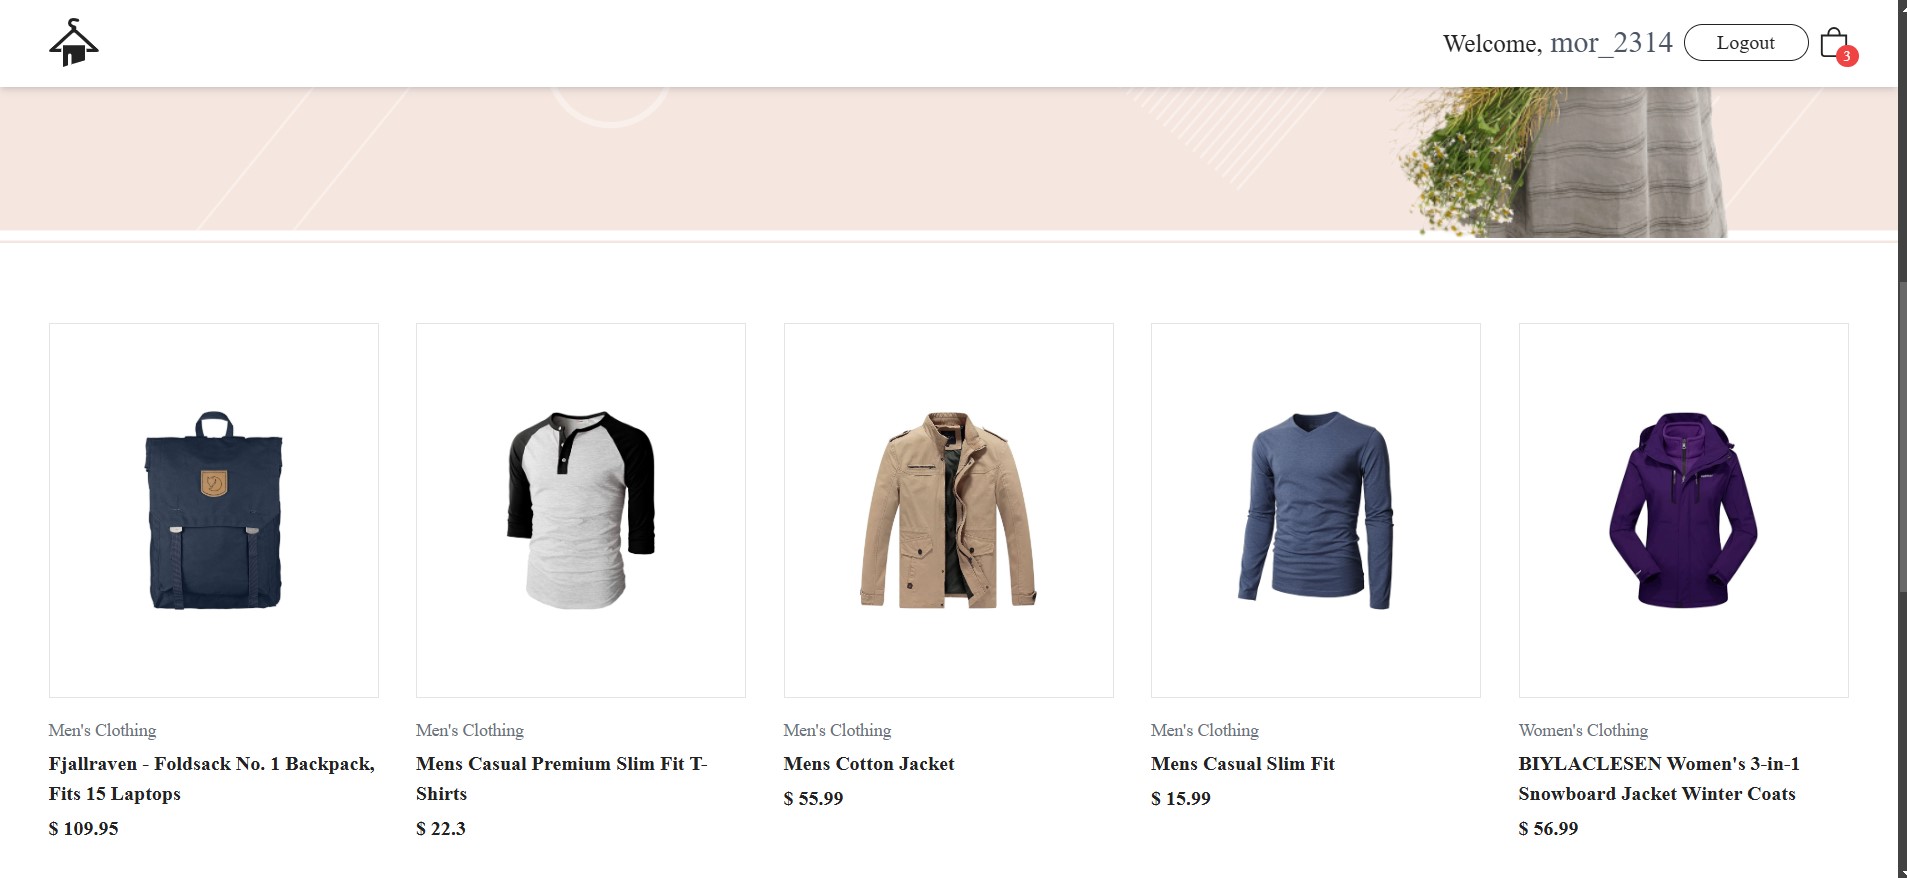 Welcome, mor_2314 Logout
3
Men's Clothing
Fjallraven - Foldsack No. 1 Backpack,
Fits 15 Laptops
$ 109.95
Men's Clothing
Mens Casual Premium Slim Fit T-
Shirts
$ 22.3
Men's Clothing
Mens Cotton Jacket
$ 55.99
Men's Clothing
Mens Casual Slim Fit
$ 15.99
Women's Clothing
BIYLACLESEN Women's 3-in-1
Snowboard Jacket Winter Coats
$ 56.99